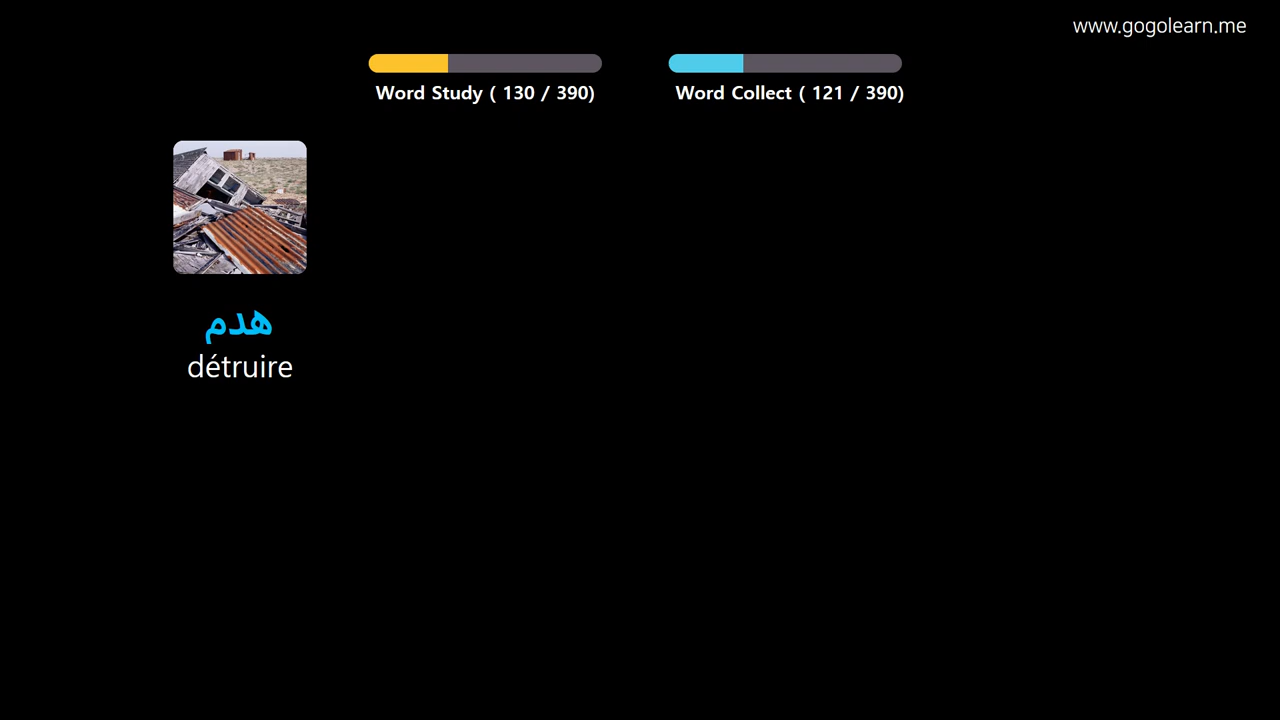 www.gogolearn.me
Word Study ( 130 / 390)
Word Collect ( 121 / 390)
هدم
détruire